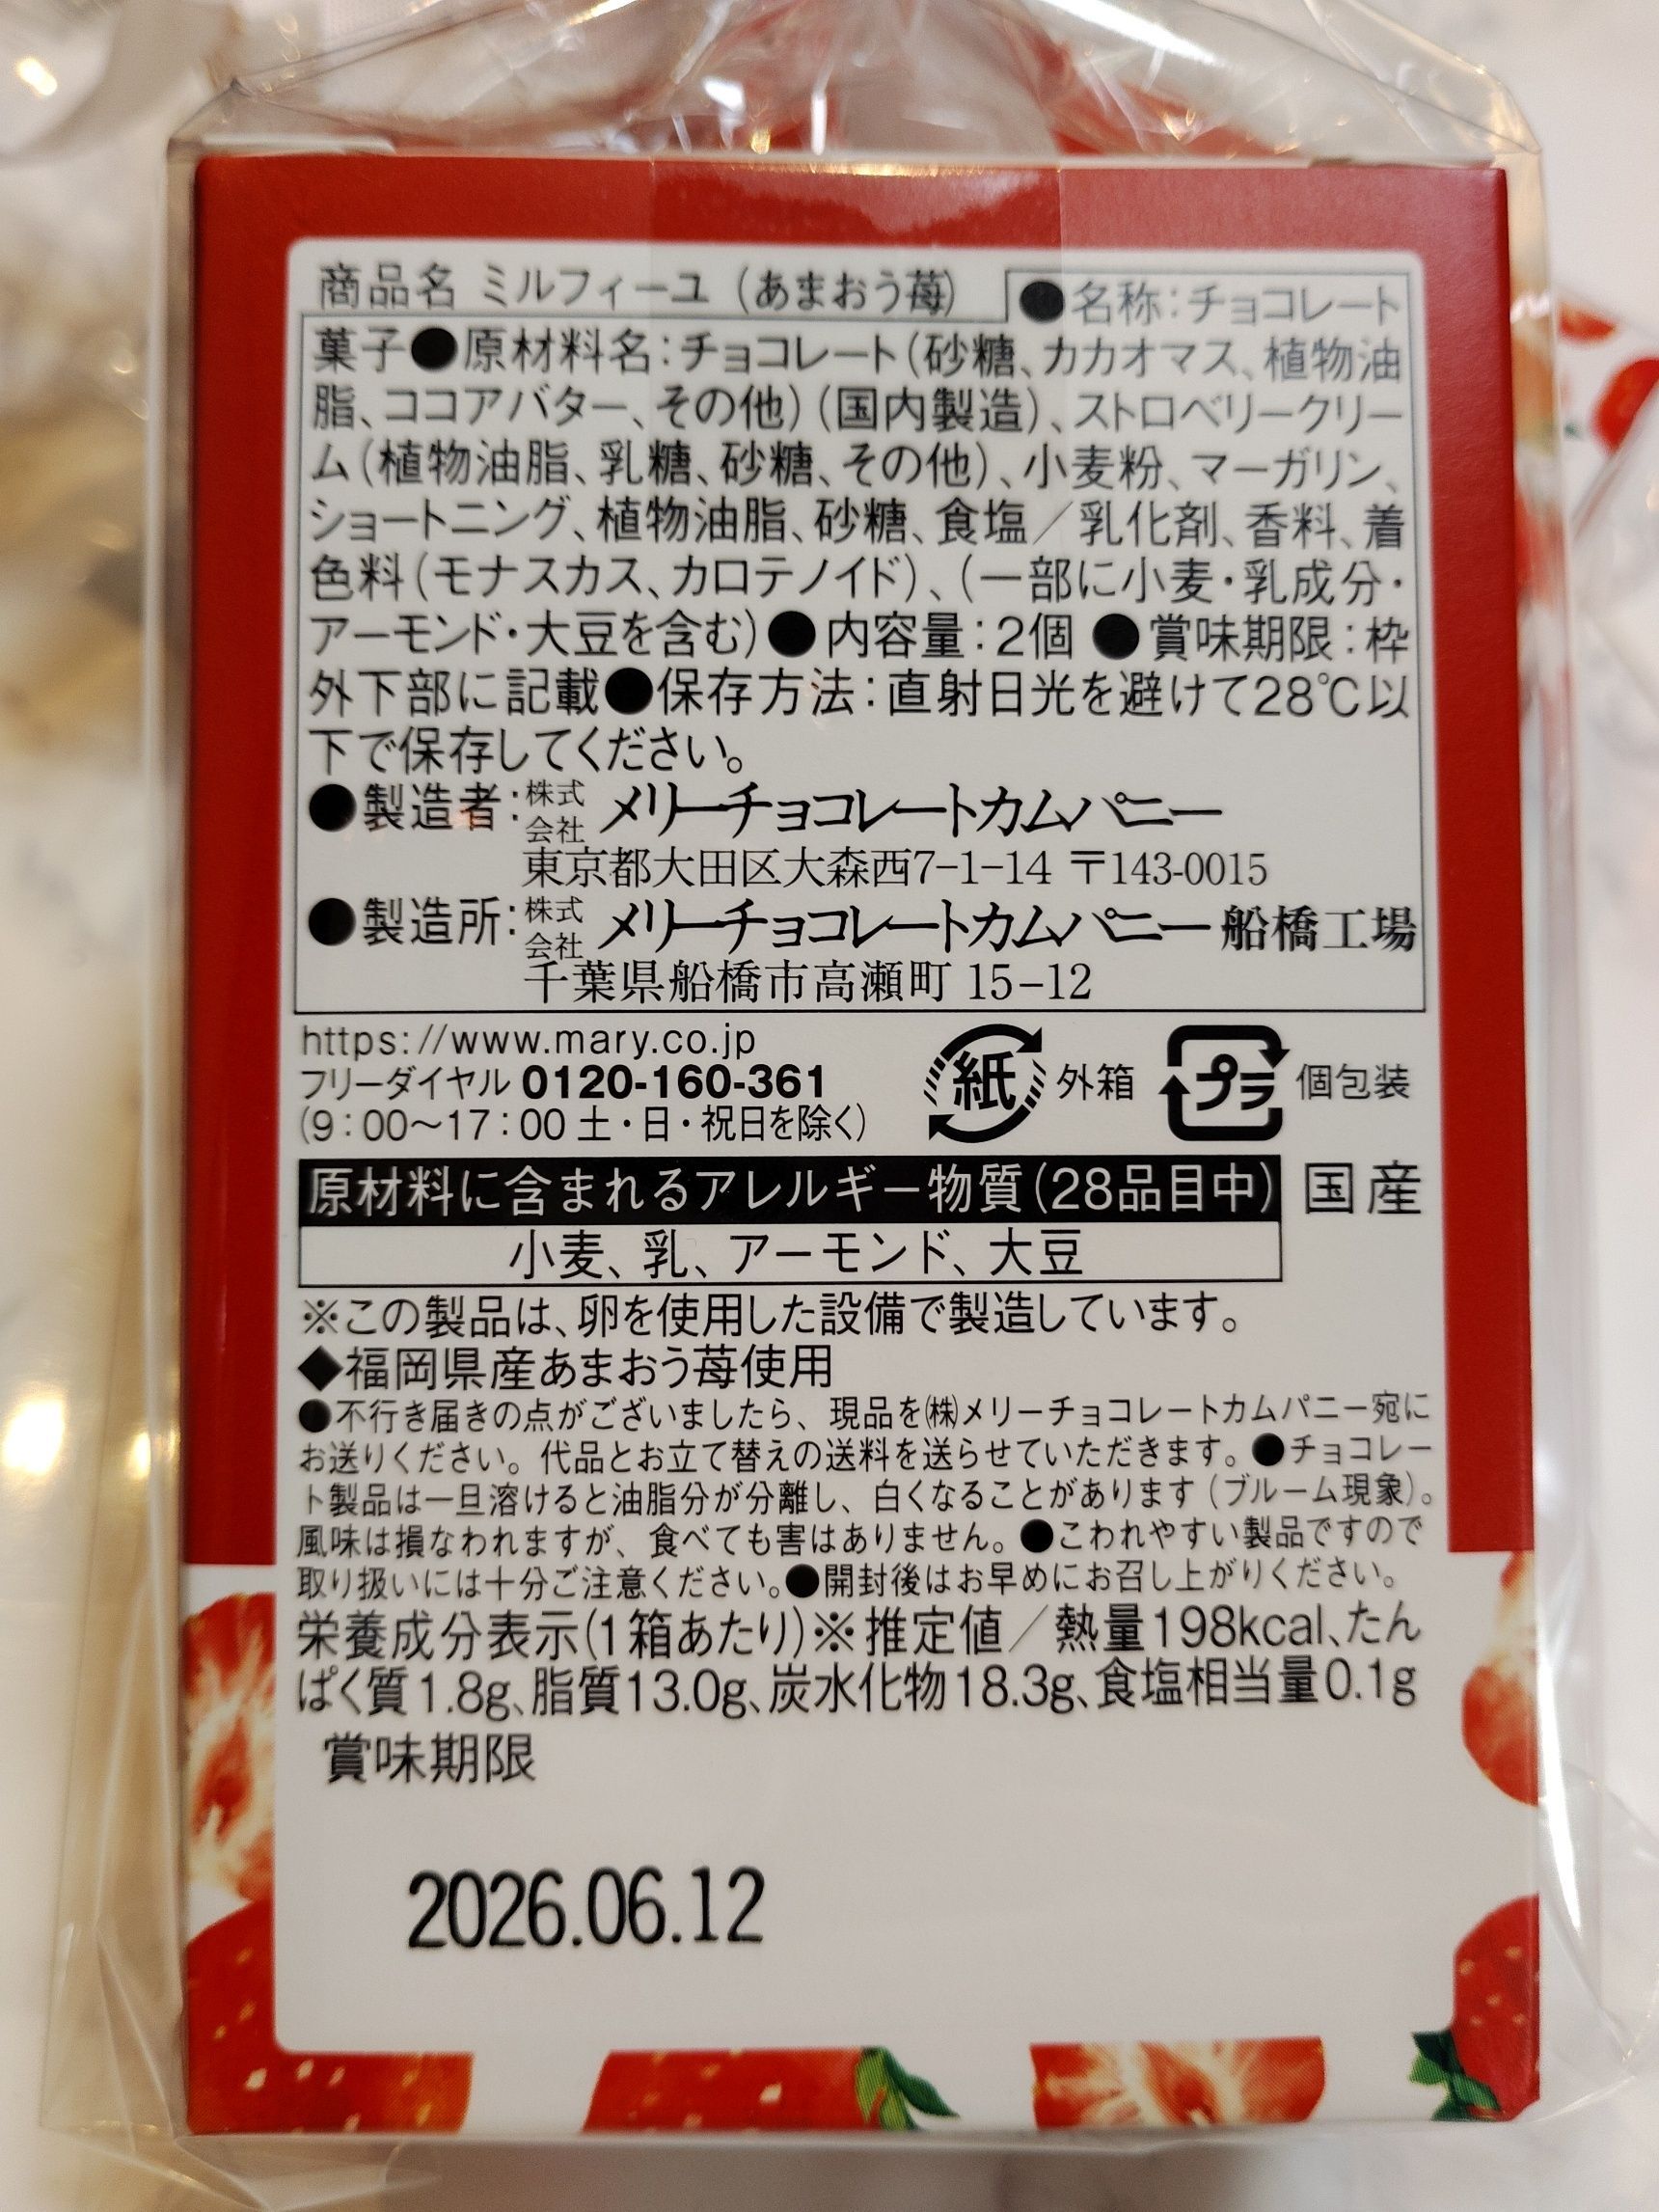 商品名 ミルフィーユ(あまおう苺)
●名称:チョコレート
菓子●原材料名:チョコレート(砂糖、カカオマス、植物油
脂、ココアバター、その他)(国内製造)、ストロベリークリー
ム(植物油脂、乳糖、砂糖、その他)、小麦粉、マーガリン、
ショートニング、植物油脂、砂糖、食塩/乳化剤、香料、着
色料(モナスカス、カロテノイド)、(一部に小麦・乳成分・
アーモンド・大豆を含む)●内容量:2個 ●賞味期限:枠
外下部に記載●保存方法:直射日光を避けて28℃以
下で保存してください。
●製造者:株式会社 メリーチョコレートカムパニー
東京都大田区大森西7-1-14 〒143-0015
●製造所:株式会社 メリーチョコレートカムパニー 船橋工場
千葉県船橋市高瀬町 15-12
https://www.mary.co.jp
フリーダイヤル 0120-160-361
(9:00〜17:00 土・日・祝日を除く)
紙 外箱 プラ 個包装
原材料に含まれるアレルギー物質(28品目中) 国産
小麦、乳、アーモンド、大豆
※この製品は、卵を使用した設備で製造しています。
◆福岡県産あまおう苺使用
●不行き届きの点がございましたら、現品を㈱メリーチョコレートカムパニー宛に
お送りください。代品とお立て替えの送料を送らせていただきます。●チョコレー
ト製品は一旦溶けると油脂分が分離し、白くなることがあります(ブルーム現象)。
風味は損なわれますが、食べても害はありません。●こわれやすい製品ですので
取り扱いには十分ご注意ください。●開封後はお早めにお召し上がりください。
栄養成分表示(1箱あたり)※推定値/熱量198kcal、たん
ぱく質1.8g、脂質13.0g、炭水化物18.3g、食塩相当量0.1g
賞味期限
2026.06.12